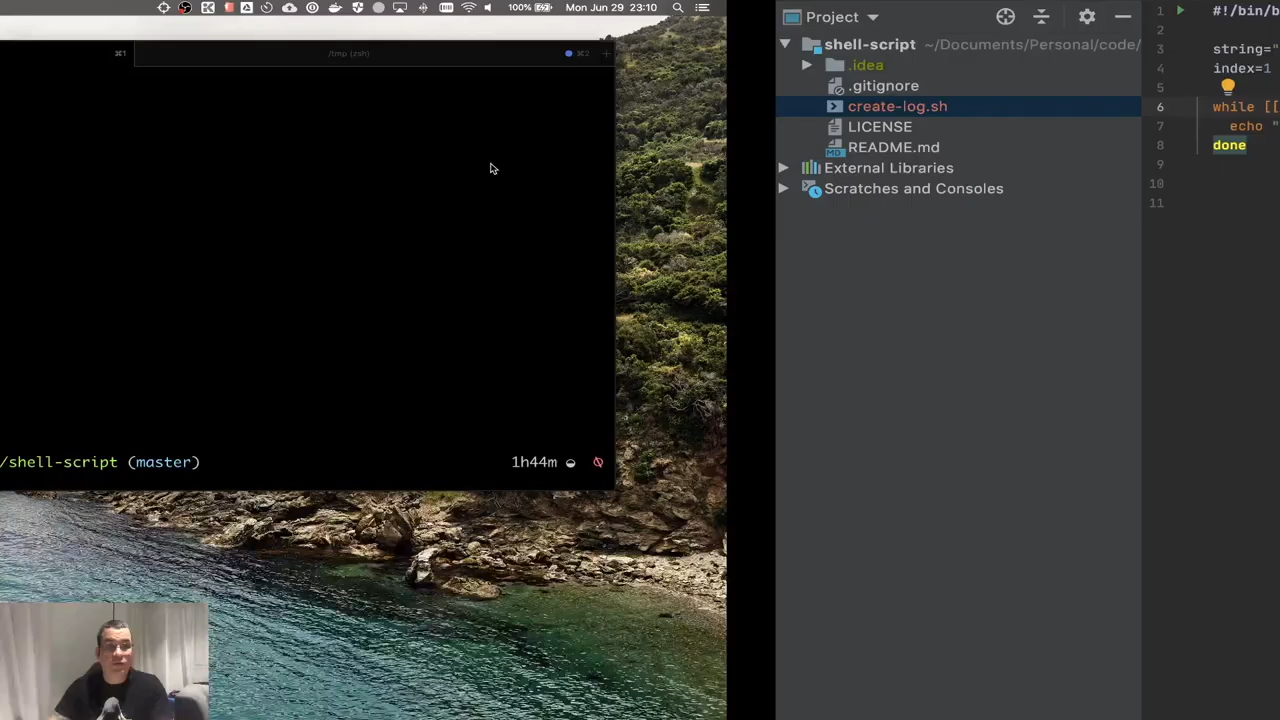 100% Mon Jun 29 23:10
⌘1 /tmp (zsh) ⌘2 +
/shell-script (master) 1h44m
Project
shell-script ~/Documents/Personal/code/
.idea
.gitignore
create-log.sh
LICENSE
README.md
External Libraries
Scratches and Consoles
1 #!/bin/b
2
3 string="
4 index=1
5
6 while [[
7 echo "
8 done
9
10
11